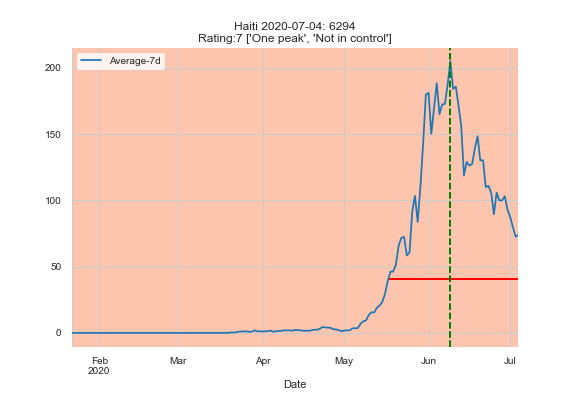 Haiti 2020-07-04: 6294
Rating:7 ['One peak', 'Not in control']
Average-7d
200
150
100
50
0
Feb Mar Apr May Jun Jul
2020
Date